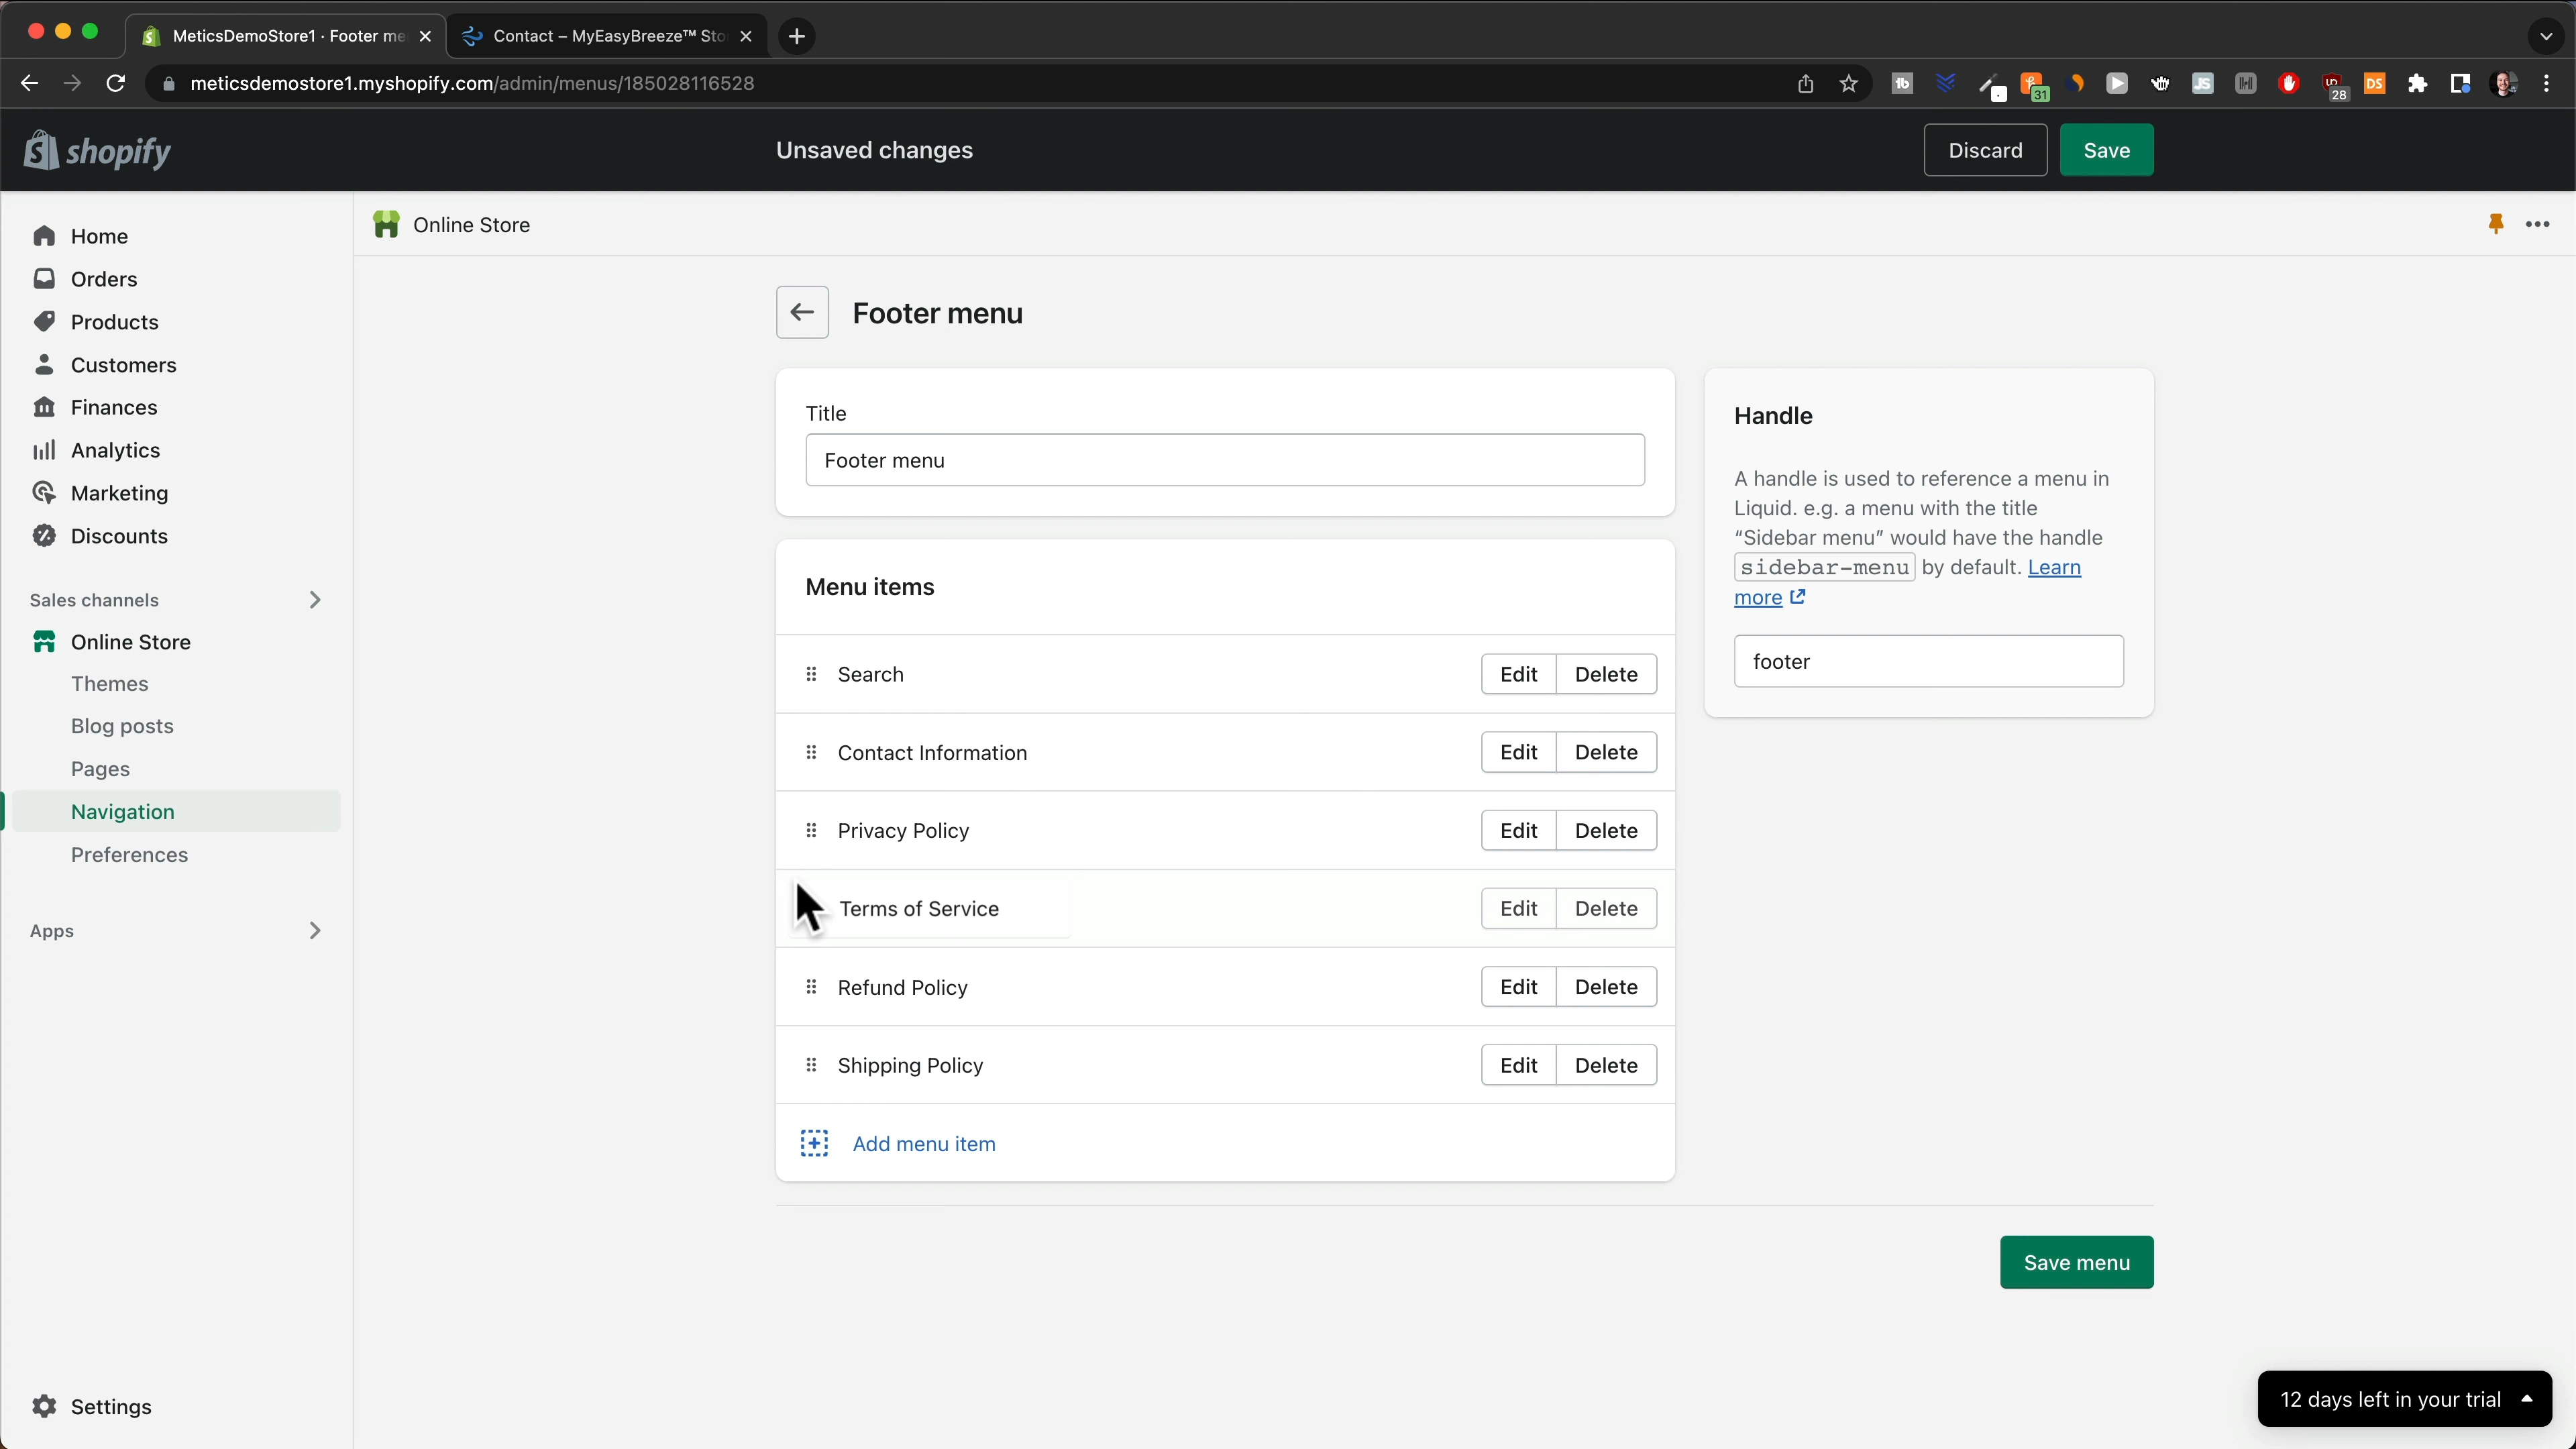 MeticsDemoStore1 · Footer me
Contact – MyEasyBreeze™ Sto
meticsdemostore1.myshopify.com/admin/menus/185028116528
31
28
DS
JS
shopify
Unsaved changes
Discard
Save
Home
Orders
Products
Customers
Finances
Analytics
Marketing
Discounts
Sales channels
Online Store
Themes
Blog posts
Pages
Navigation
Preferences
Apps
Settings
Online Store
Footer menu
Title
Footer menu
Menu items
Search
Edit
Delete
Contact Information
Edit
Delete
Privacy Policy
Edit
Delete
Terms of Service
Edit
Delete
Refund Policy
Edit
Delete
Shipping Policy
Edit
Delete
Add menu item
Handle
A handle is used to reference a menu in
Liquid. e.g. a menu with the title
“Sidebar menu” would have the handle
sidebar-menu by default. Learn
more
footer
Save menu
12 days left in your trial